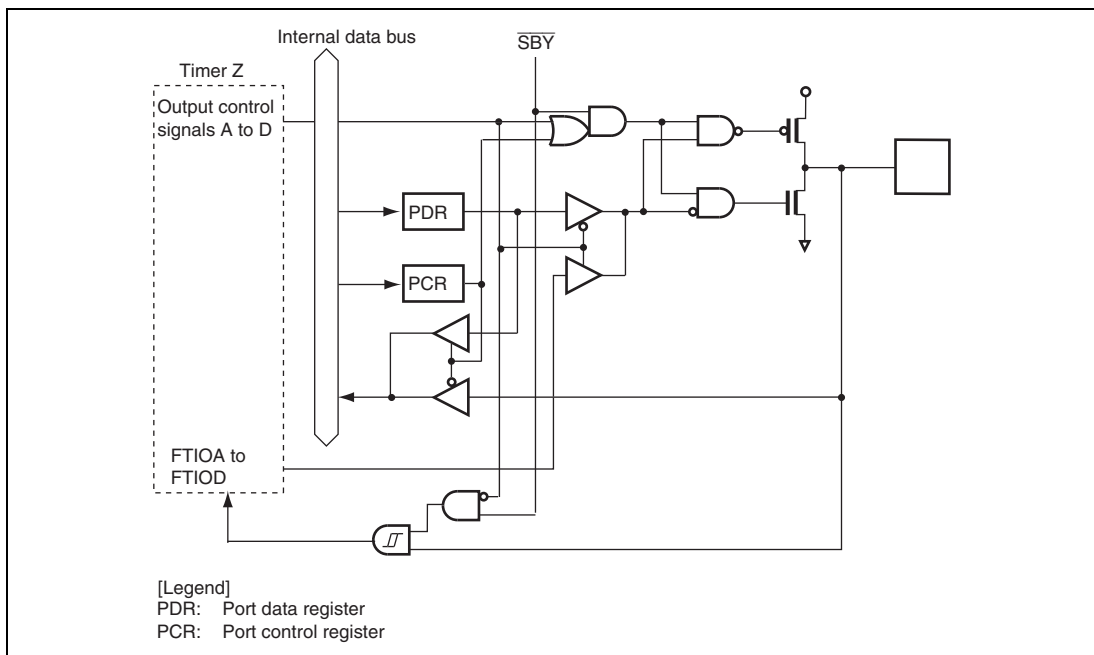 Internal data bus
S̅B̅Y̅
Timer Z
Output control
signals A to D
PDR
PCR
FTIOA to
FTIOD
[Legend]
PDR: Port data register
PCR: Port control register